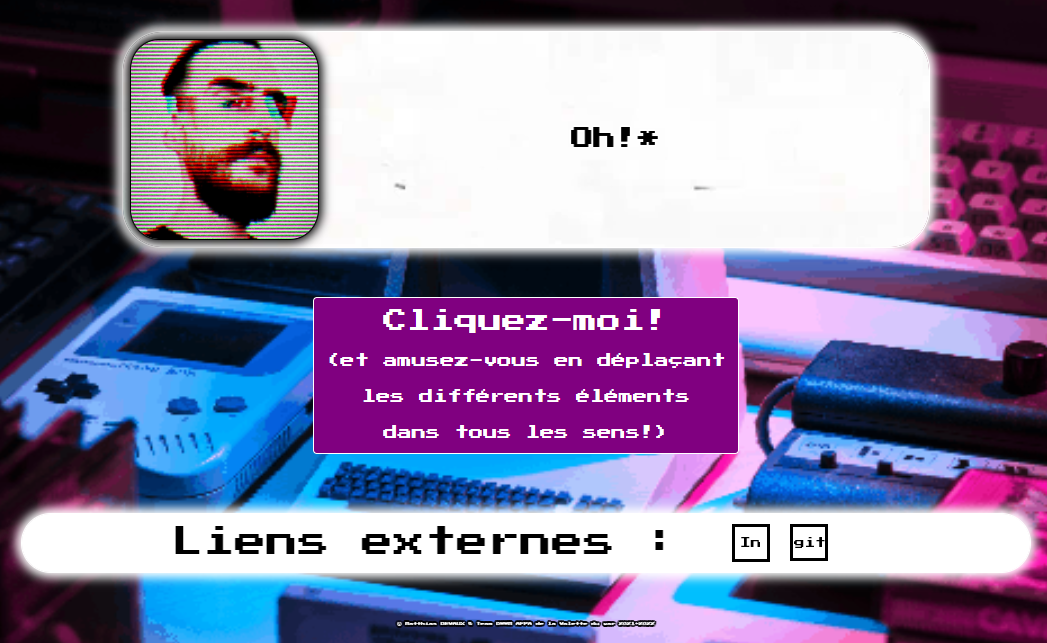 Oh!*
Cliquez-moi!
(et amusez-vous en déplaçant
les différents éléments
dans tous les sens!)
Liens externes :
In
git